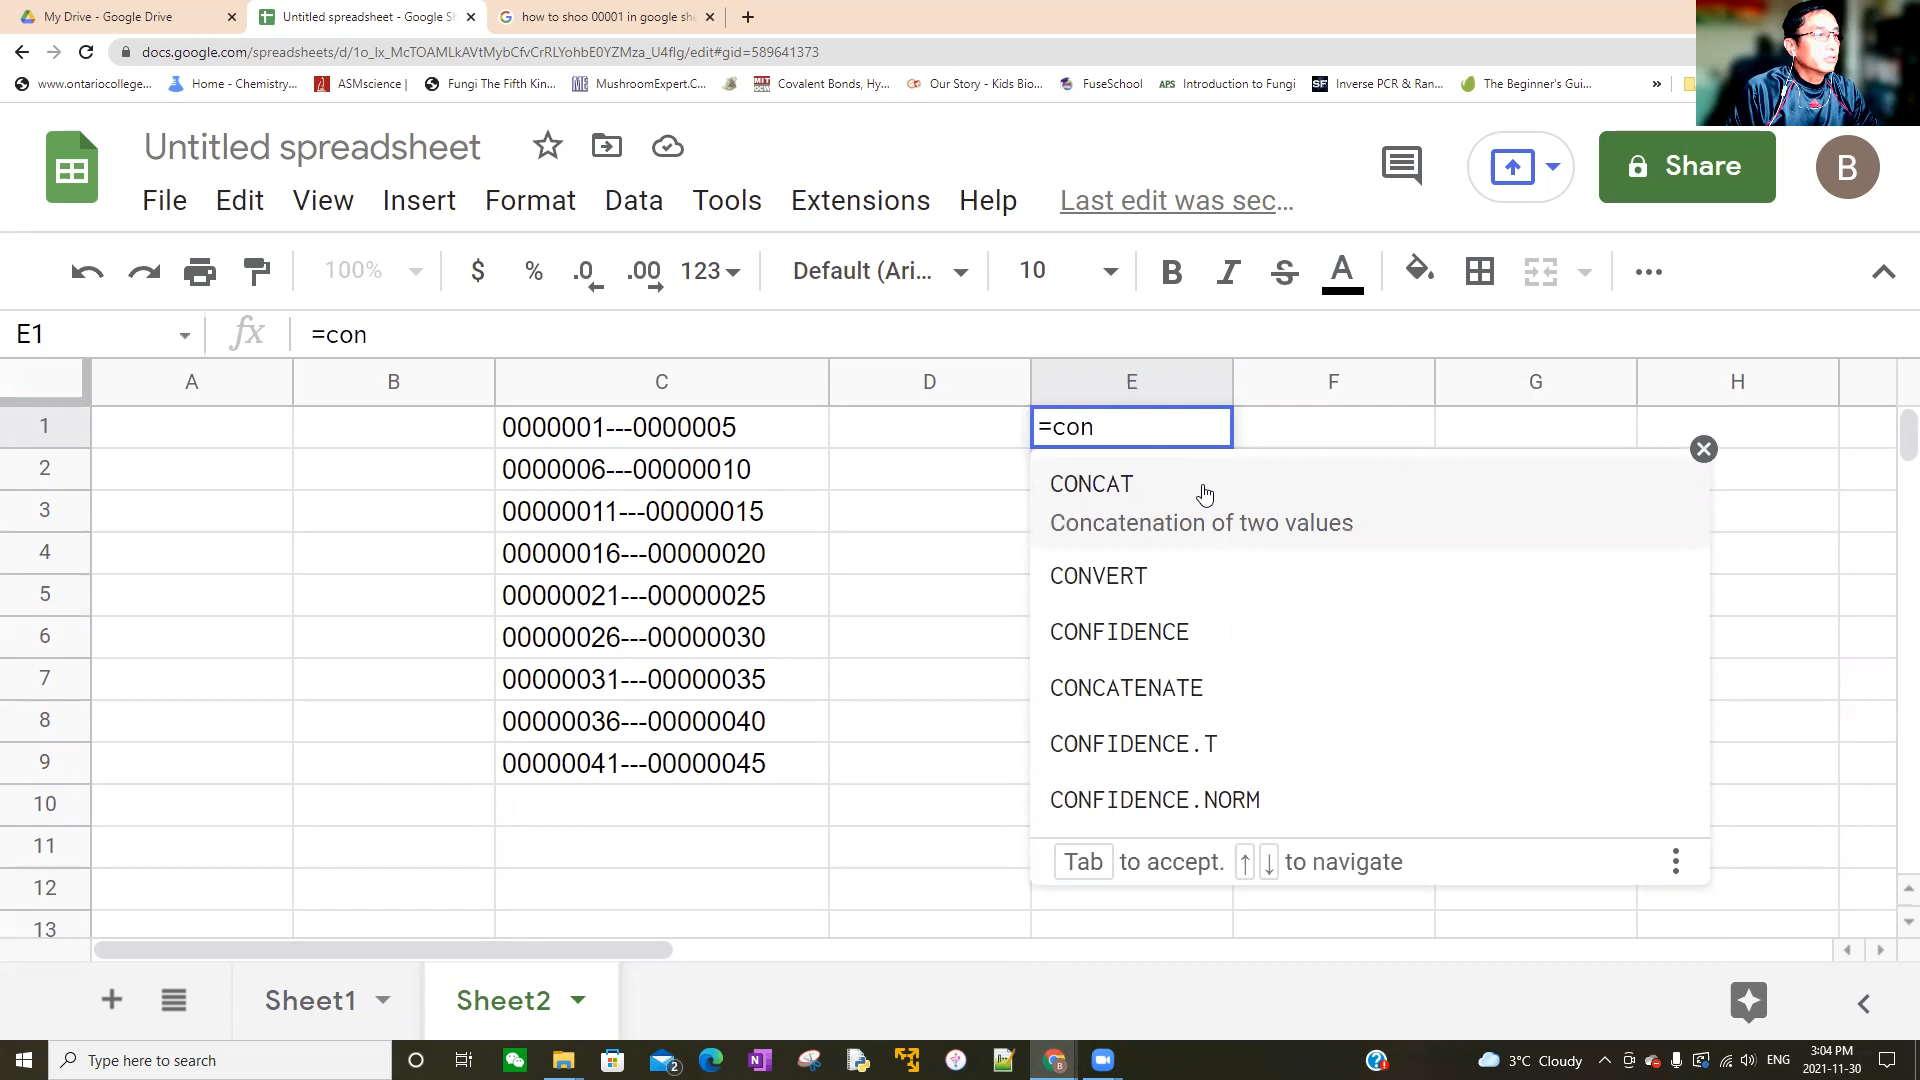 My Drive - Google Drive
Untitled spreadsheet - Google Sh
how to shoo 00001 in google she
docs.google.com/spreadsheets/d/1o_Ix_McTOAMLkAVtMybCfvCrRLYohbE0YZMza_U4fIg/edit#gid=589641373
www.ontariocollege...
Home - Chemistry...
ASMscience |
Fungi The Fifth Kin...
MushroomExpert.C...
Covalent Bonds, Hy...
Our Story - Kids Bio...
FuseSchool
APS Introduction to Fungi
SF Inverse PCR & Ran...
The Beginner's Gui...
Untitled spreadsheet
Share
B
File Edit View Insert Format Data Tools Extensions Help Last edit was sec...
100% $ % .0 .00 123 Default (Ari... 10 B I S A
E1 fx =con
A B C D E F G H
1 0000001---0000005 =con
2 0000006---00000010
3 00000011---00000015
4 00000016---00000020
5 00000021---00000025
6 00000026---00000030
7 00000031---00000035
8 00000036---00000040
9 00000041---00000045
10
11
12
13
CONCAT
Concatenation of two values
CONVERT
CONFIDENCE
CONCATENATE
CONFIDENCE.T
CONFIDENCE.NORM
Tab to accept. ↑ ↓ to navigate
Sheet1 Sheet2
Type here to search
3°C Cloudy
ENG
3:04 PM
2021-11-30